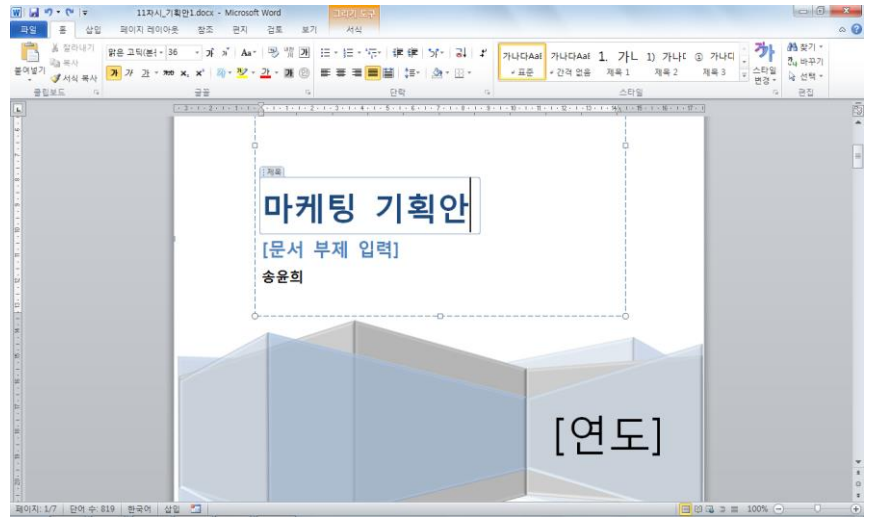 11차시_기획안1.docx - Microsoft Word
그리기 도구
파일 홈 삽입 페이지 레이아웃 참조 편지 검토 보기 서식
붙여넣기
잘라내기
복사
서식 복사
클립보드
맑은 고딕(본 36
글꼴
단락
가나다AaI 가나다AaI 1. 가나 1) 가나다 ① 가나다
표준 간격 없음 제목 1 제목 2 제목 3
스타일 변경
스타일
찾기
바꾸기
선택
편집
제목
마케팅 기획안
[문서 부제 입력]
송윤희
[연도]
페이지: 1/7 단어 수: 819 한국어 삽입 100%